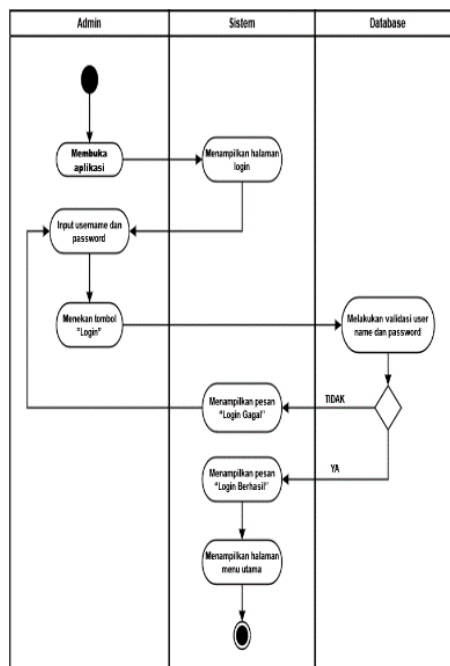 Admin
Sistem
Database
Membuka
aplikasi
Menampilkan halaman
login
Input username dan
password
Menekan tombol
"Login"
Melakukan validasi user
name dan password
Menampilkan pesan
"Login Gagal"
TIDAK
Menampilkan pesan
"Login Berhasil"
YA
Menampilkan halaman
menu utama